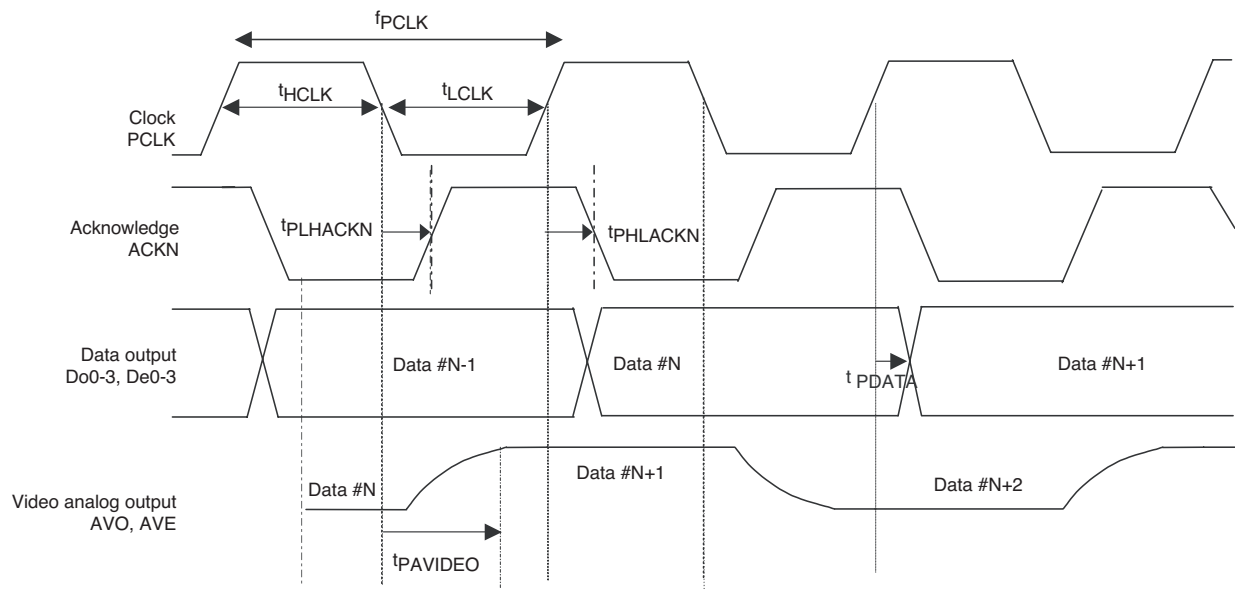 fPCLK
tHCLK
tLCLK
Clock
PCLK
Acknowledge
ACKN
tPLHACKN
tPHLACKN
Data output
Do0-3, De0-3
Data #N-1
Data #N
t PDATA
Data #N+1
Video analog output
AVO, AVE
Data #N
Data #N+1
Data #N+2
tPAVIDEO